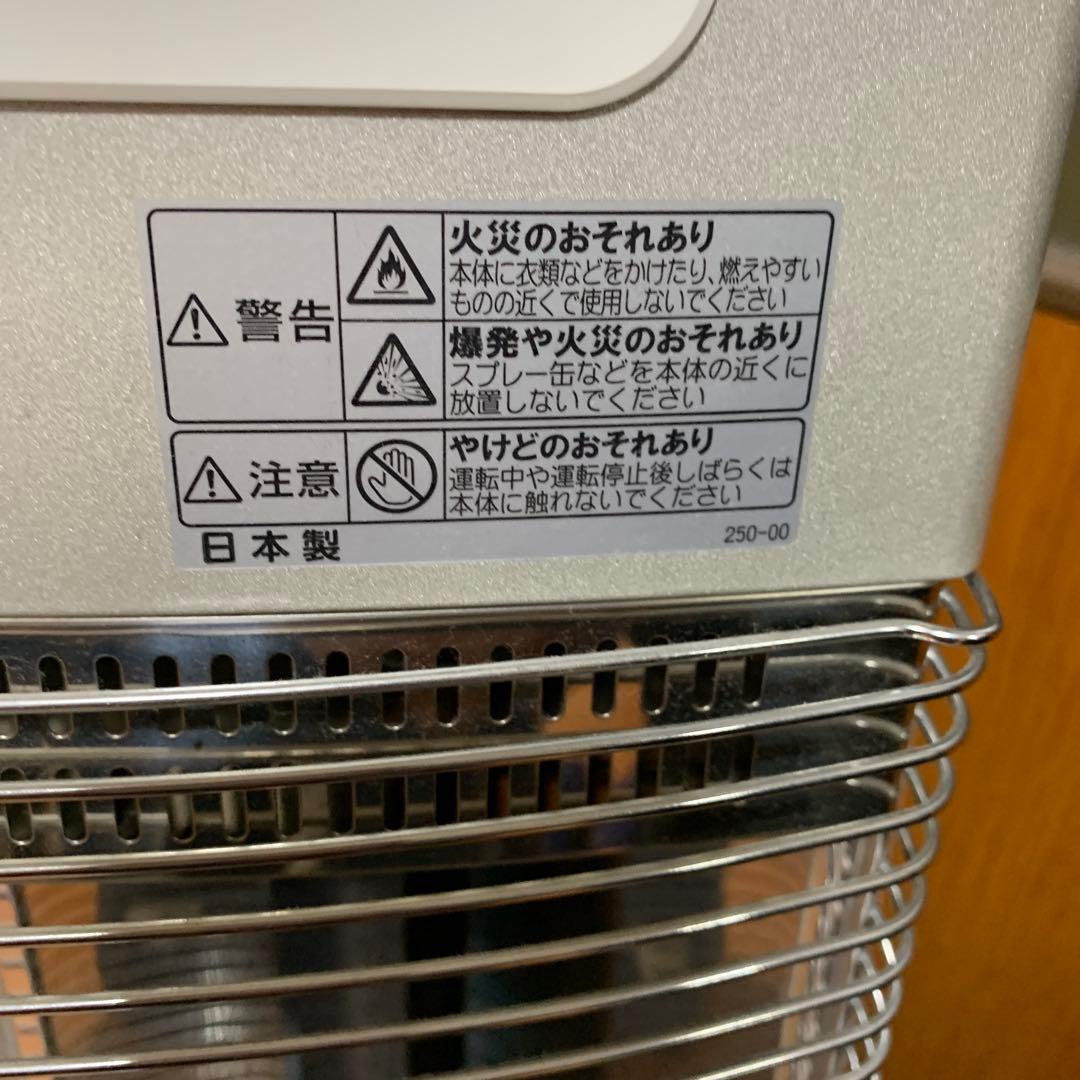 警告
火災のおそれあり
本体に衣類などをかけたり、燃えやすい
ものの近くで使用しないでください
爆発や火災のおそれあり
スプレー缶などを本体の近くに
放置しないでください
注意
やけどのおそれあり
運転中や運転停止後しばらくは
本体に触れないでください
日本製
250-00